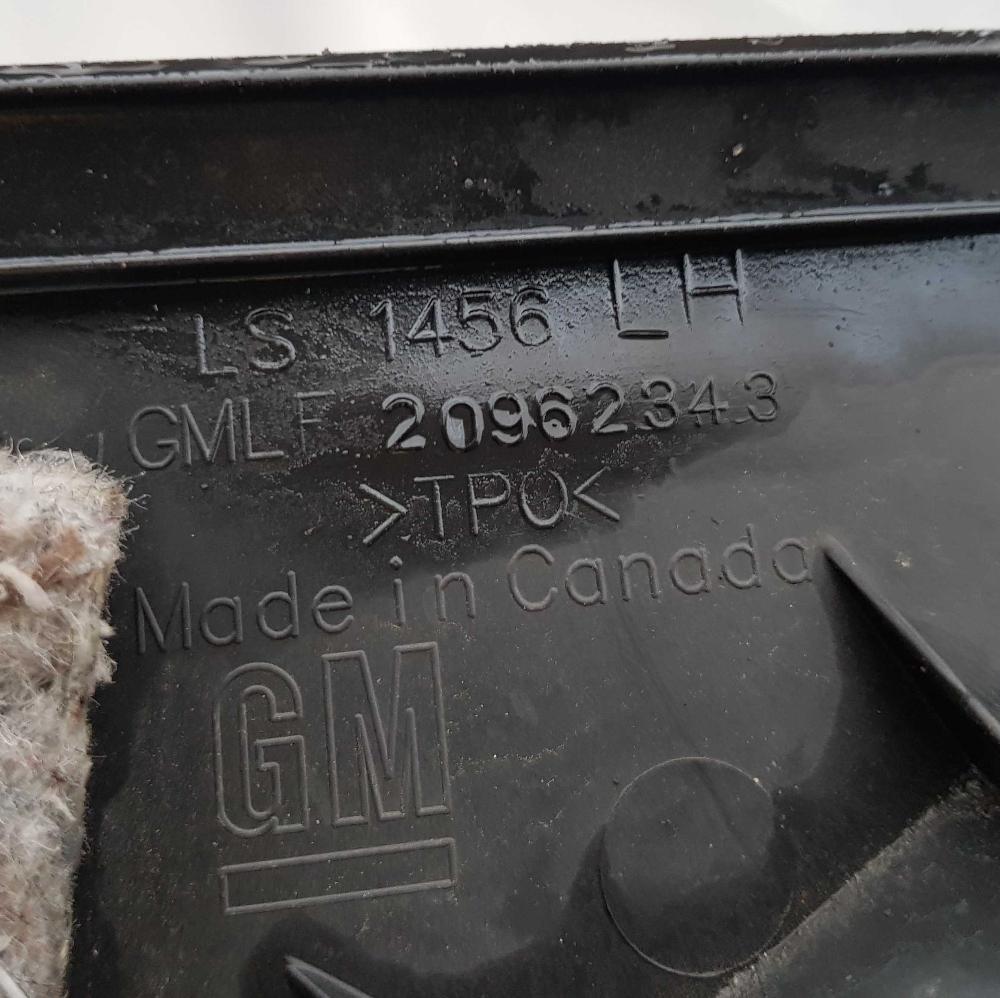 LS 1456 LH
GMLF 20962343
>TPO<
Made in Canada
GM